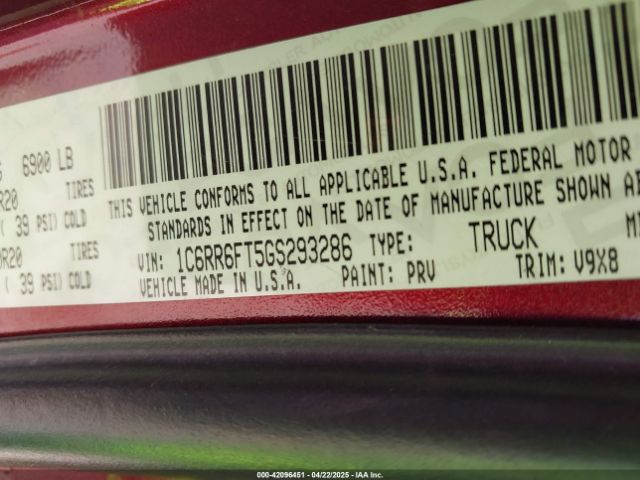 6900 LB
R20 TIRES
( 39 PSI) COLD
R20 TIRES
( 39 PSI) COLD
THIS VEHICLE CONFORMS TO ALL APPLICABLE U.S.A. FEDERAL MOTOR
STANDARDS IN EFFECT ON THE DATE OF MANUFACTURE SHOWN AB
VIN: 1C6RR6FT5GS293286 TYPE: TRUCK
VEHICLE MADE IN U.S.A. PAINT: PRV TRIM: V9X8
000-42096451 - 04/22/2025 - © IAA Inc.